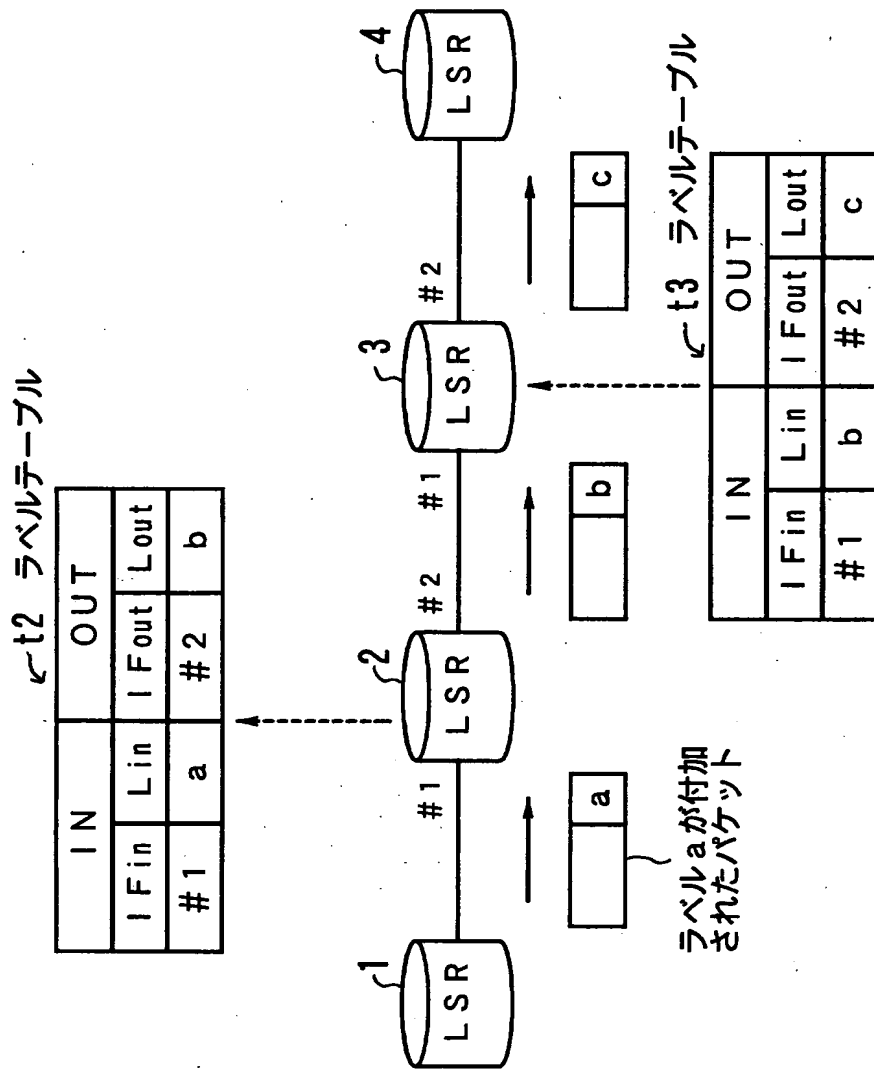 t2 ラベルテーブル
IN OUT
IFin Lin IFout Lout
#1 a #2 b
1 2 3 4
LSR LSR LSR LSR
#1 #2 #1 #2
a b c
ラベルaが付加
されたパケット
t3 ラベルテーブル
IN OUT
IFin Lin IFout Lout
#1 b #2 c